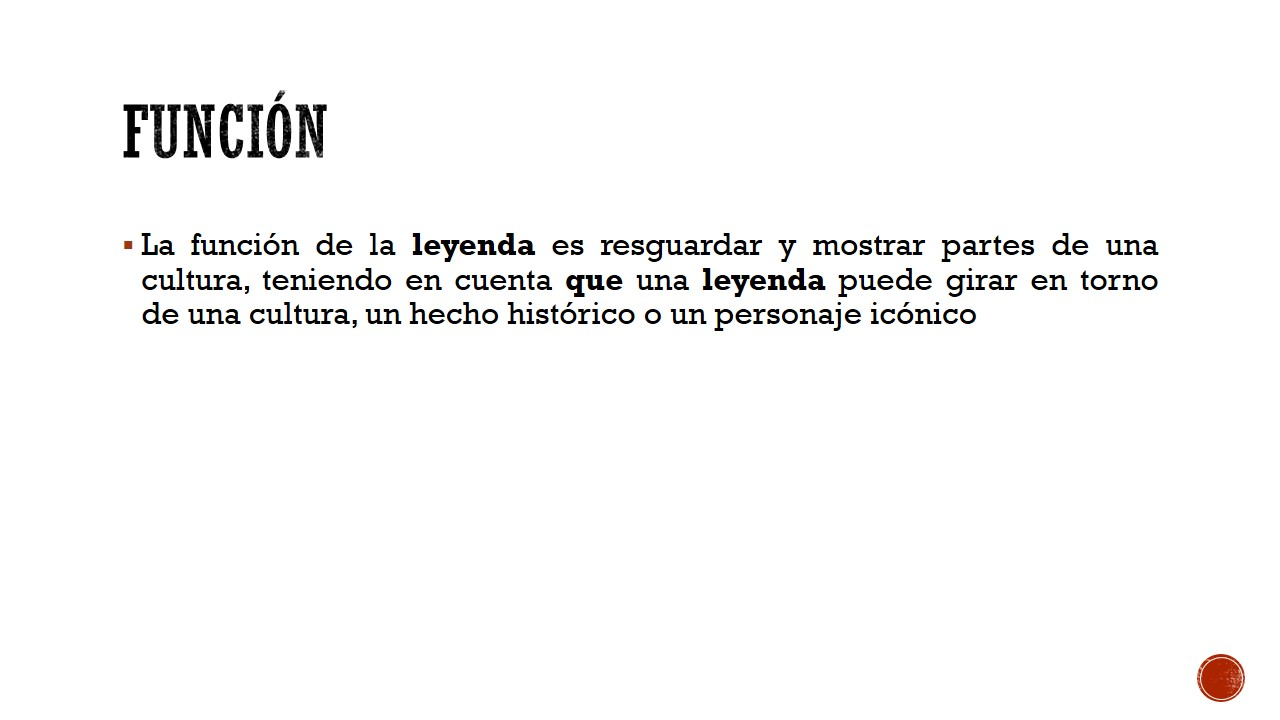 FUNCIÓN
▪ La función de la leyenda es resguardar y mostrar partes de una
cultura, teniendo en cuenta que una leyenda puede girar en torno
de una cultura, un hecho histórico o un personaje icónico